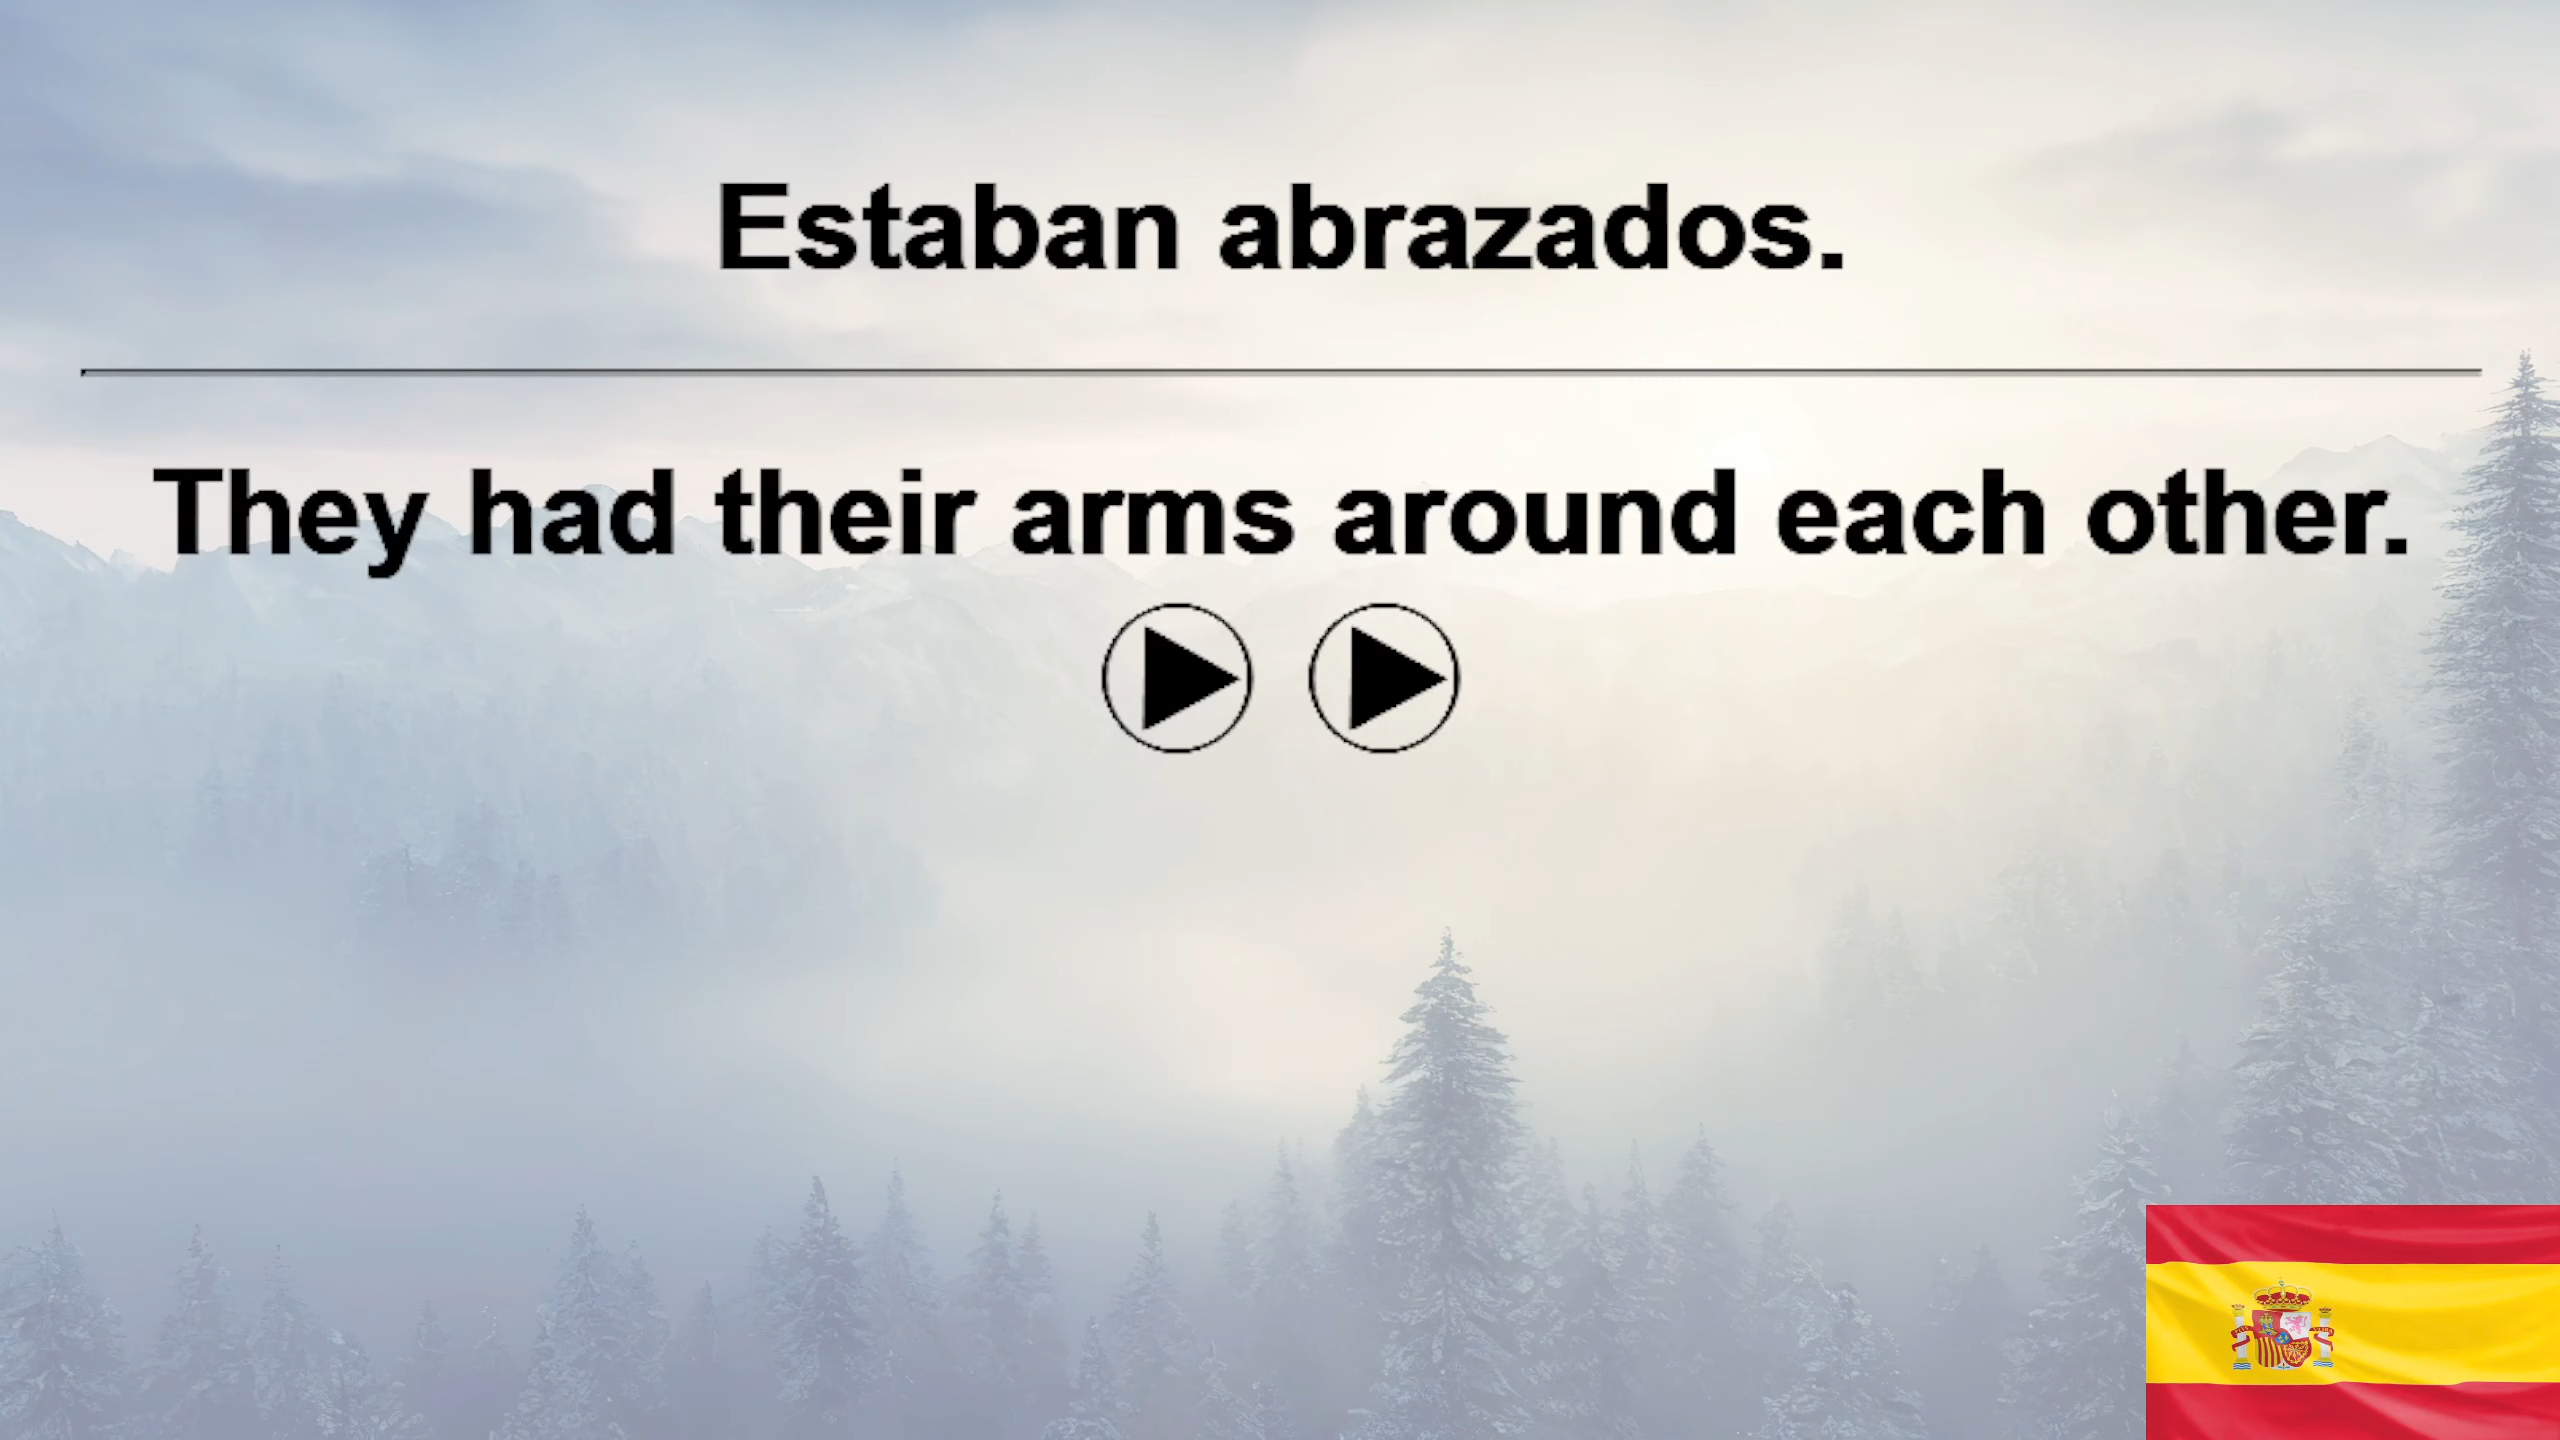 Estaban abrazados.
They had their arms around each other.